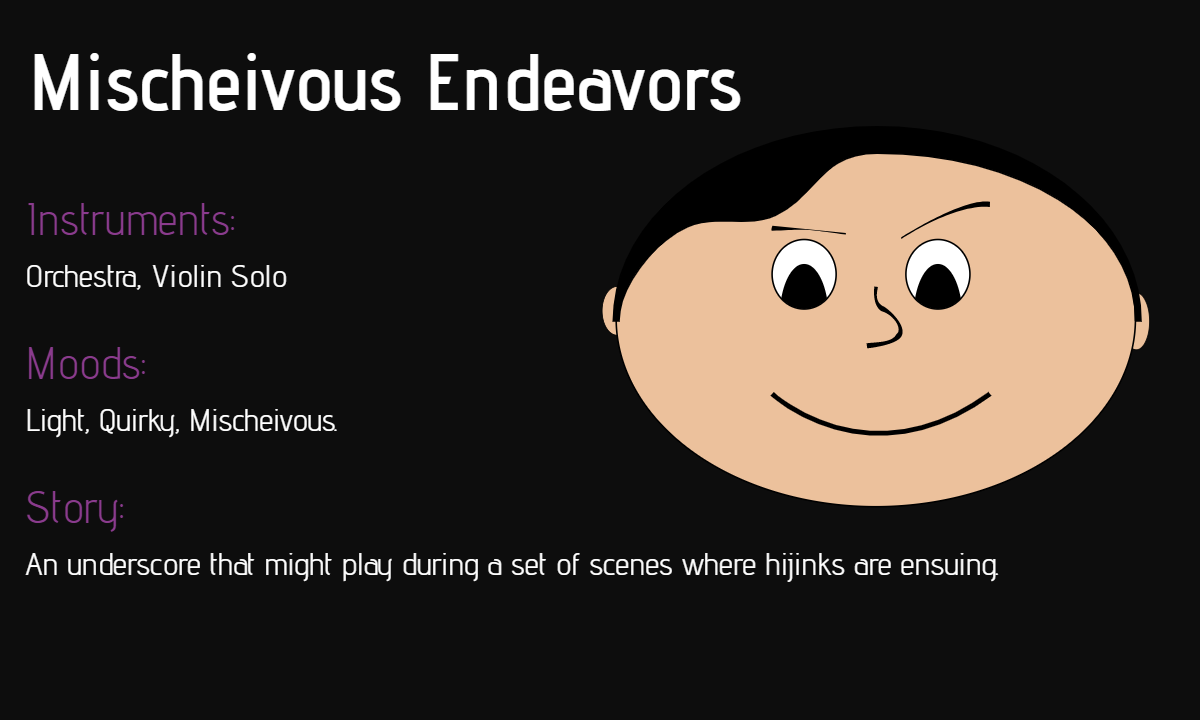 Mischeivous Endeavors
Instruments:
Orchestra, Violin Solo
Moods:
Light, Quirky, Mischeivous.
Story:
An underscore that might play during a set of scenes where hijinks are ensuing.